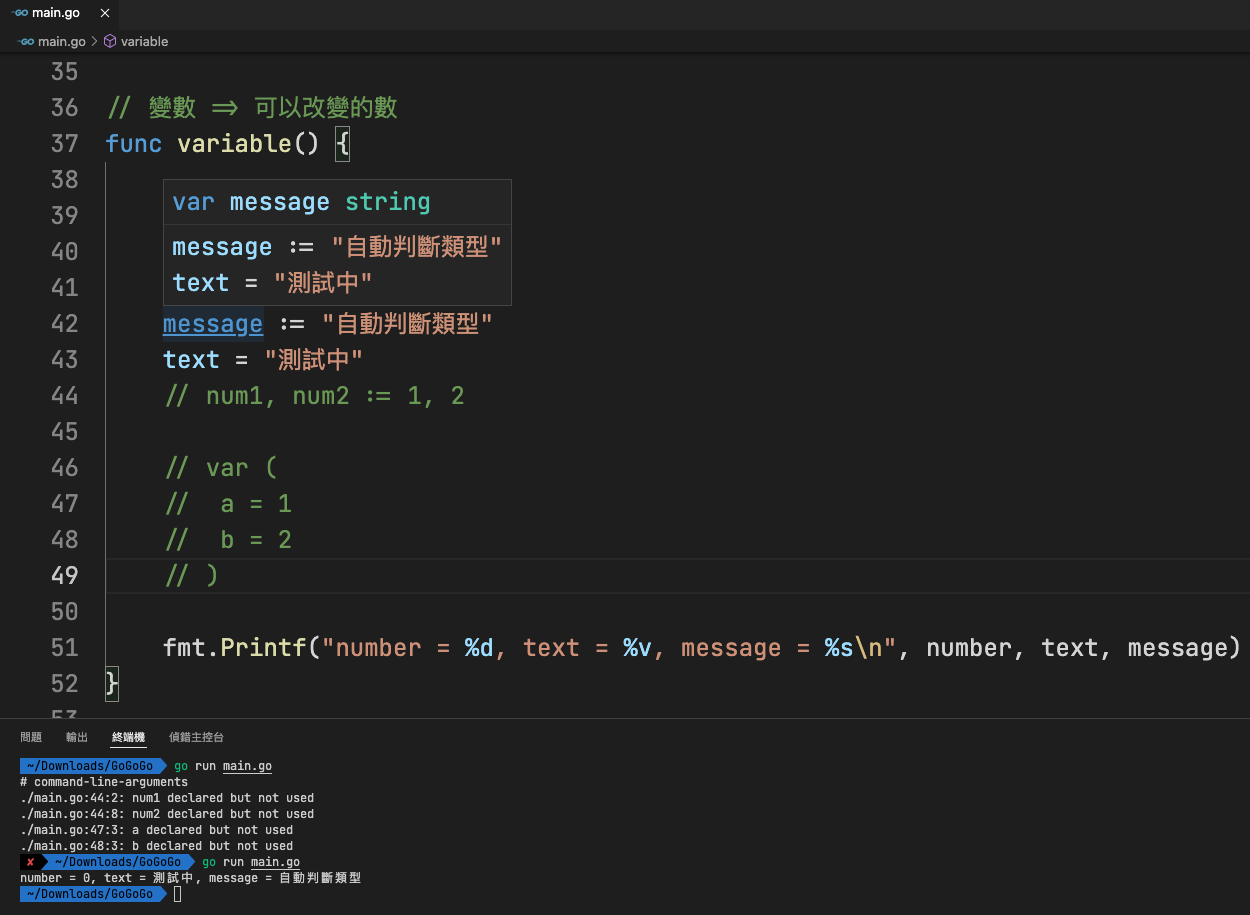 main.go ×
main.go > variable
35
36 // 變數 => 可以改變的數
37 func variable() {
38
39
40
41
var message string
message := "自動判斷類型"
text = "測試中"
42 message := "自動判斷類型"
43 text = "測試中"
44 // num1, num2 := 1, 2
45
46 // var (
47 //  a = 1
48 //  b = 2
49 // )
50
51 fmt.Printf("number = %d, text = %v, message = %s\n", number, text, message)
52 }
53
問題 輸出 終端機 偵錯主控台
~/Downloads/GoGoGo go run main.go
# command-line-arguments
./main.go:44:2: num1 declared but not used
./main.go:44:8: num2 declared but not used
./main.go:47:3: a declared but not used
./main.go:48:3: b declared but not used
✘ ~/Downloads/GoGoGo go run main.go
number = 0, text = 測試中, message = 自動判斷類型
~/Downloads/GoGoGo